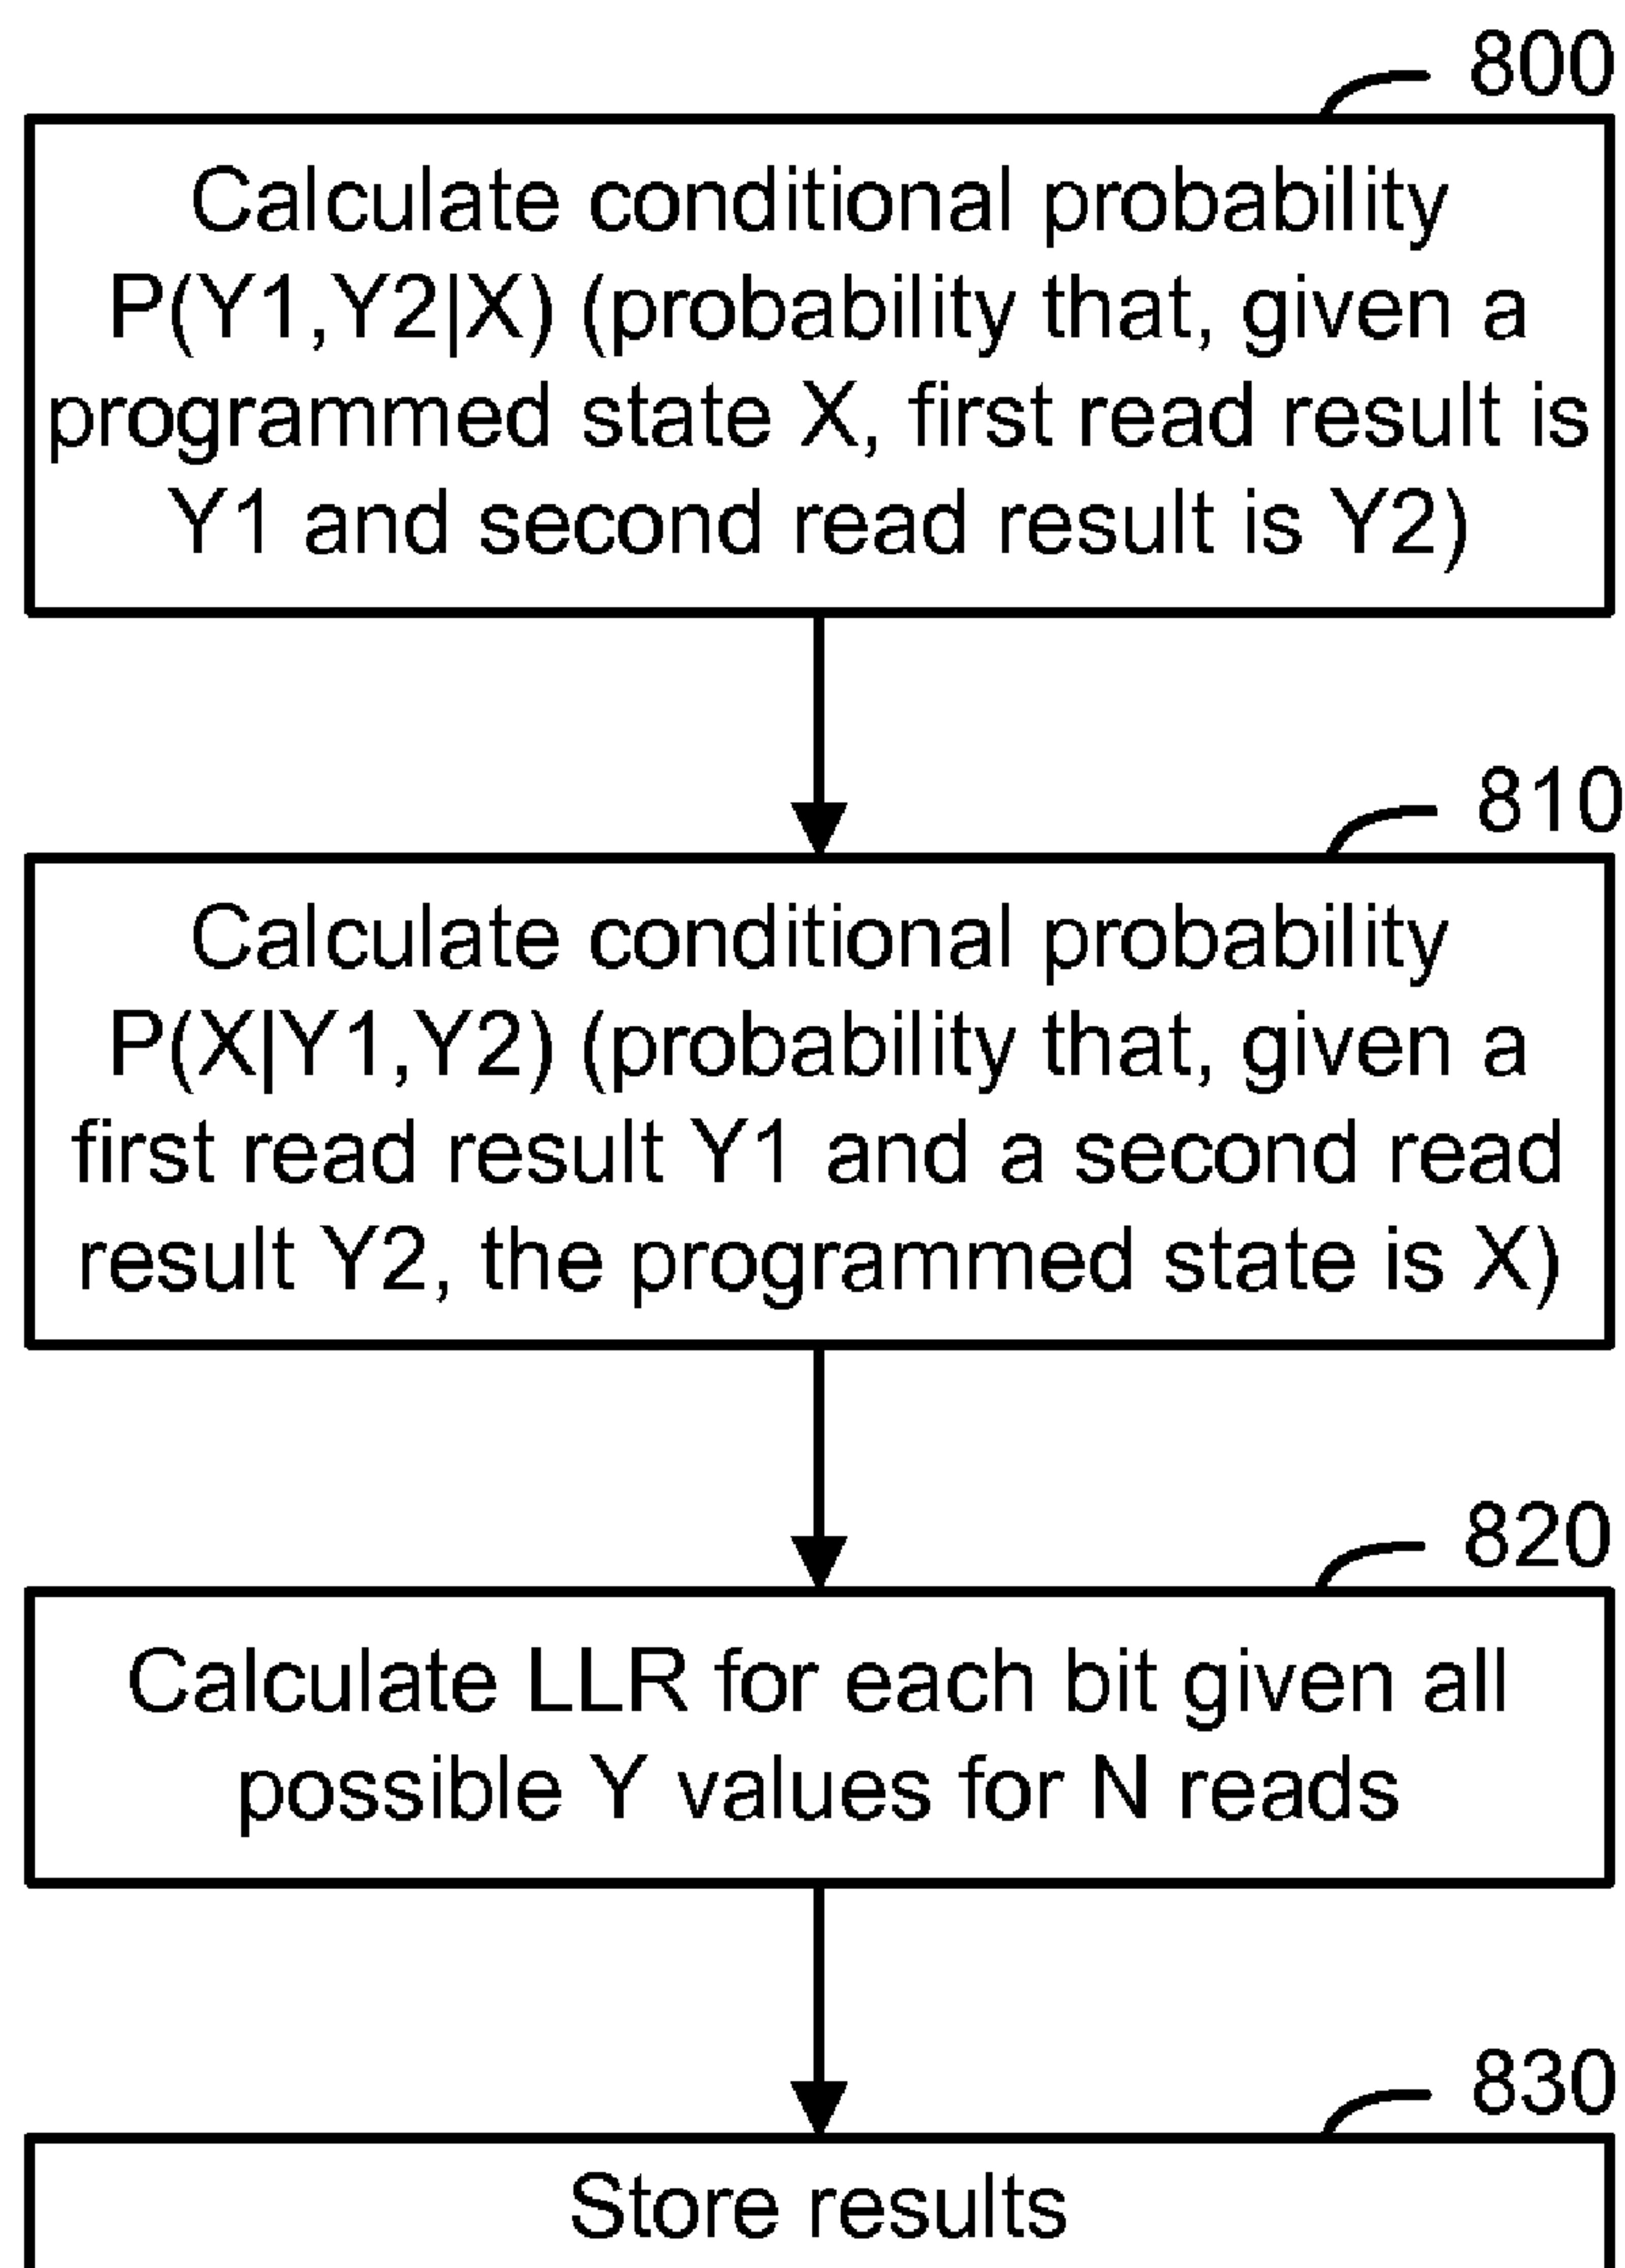 800
Calculate conditional probability
P(Y1,Y2|X) (probability that, given a
programmed state X, first read result is
Y1 and second read result is Y2)
810
Calculate conditional probability
P(X|Y1,Y2) (probability that, given a
first read result Y1 and a second read
result Y2, the programmed state is X)
820
Calculate LLR for each bit given all
possible Y values for N reads
830
Store results